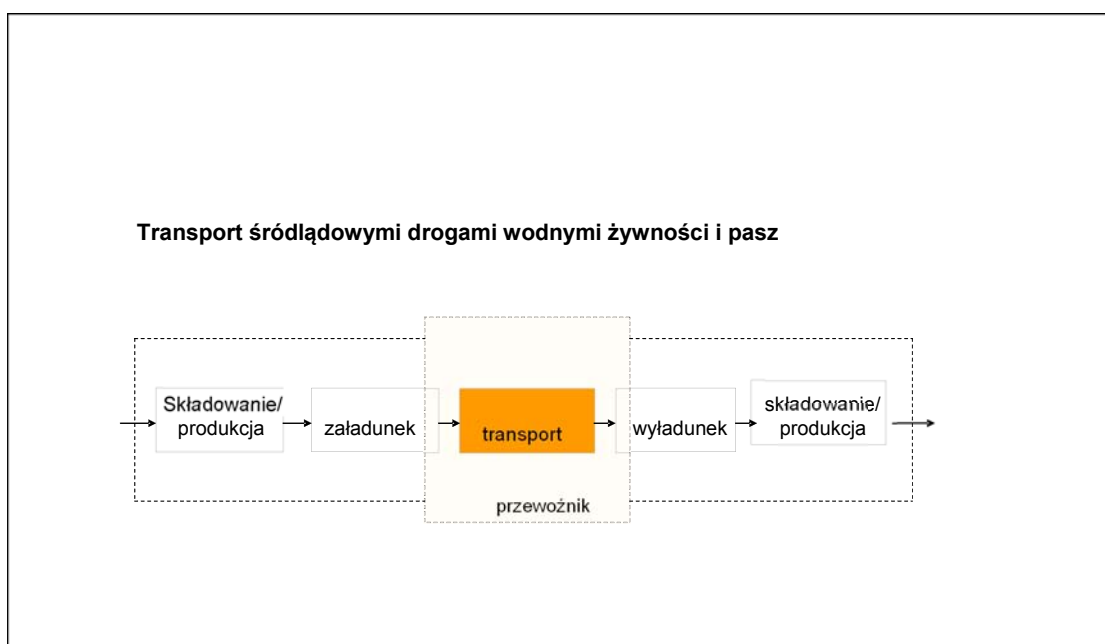 Transport śródlądowymi drogami wodnymi żywności i pasz
Składowanie/
produkcja
załadunek
transport
wyładunek
składowanie/
produkcja
przewoźnik